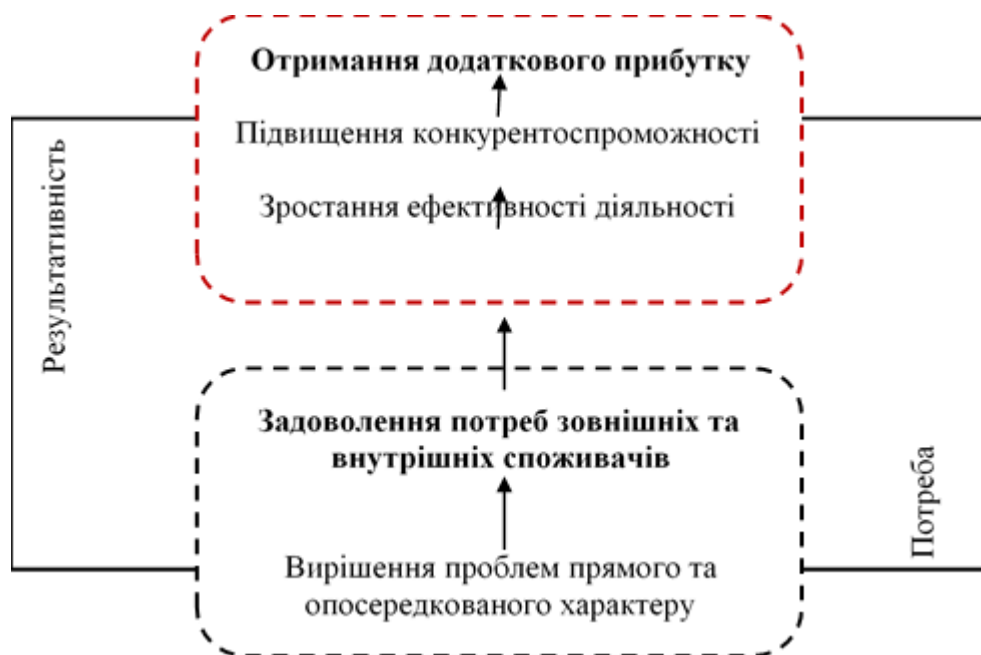 Отримання додаткового прибутку
Підвищення конкурентоспроможності
Зростання ефективності діяльності
Результативність
Задоволення потреб зовнішніх та
внутрішніх споживачів
Потреба
Вирішення проблем прямого та
опосередкованого характеру